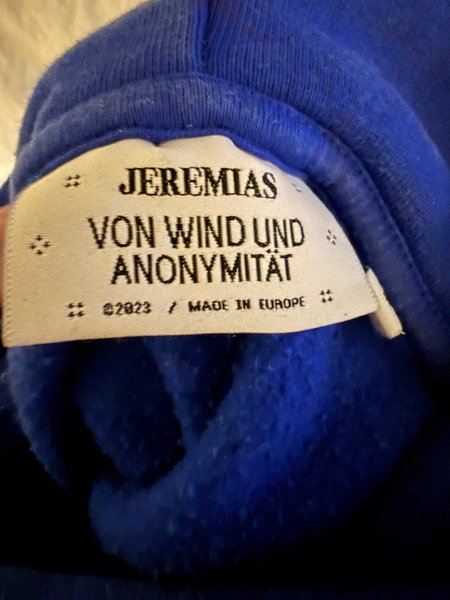 JEREMIAS
VON WIND UND
ANONYMITÄT
©2023 / MADE IN EUROPE